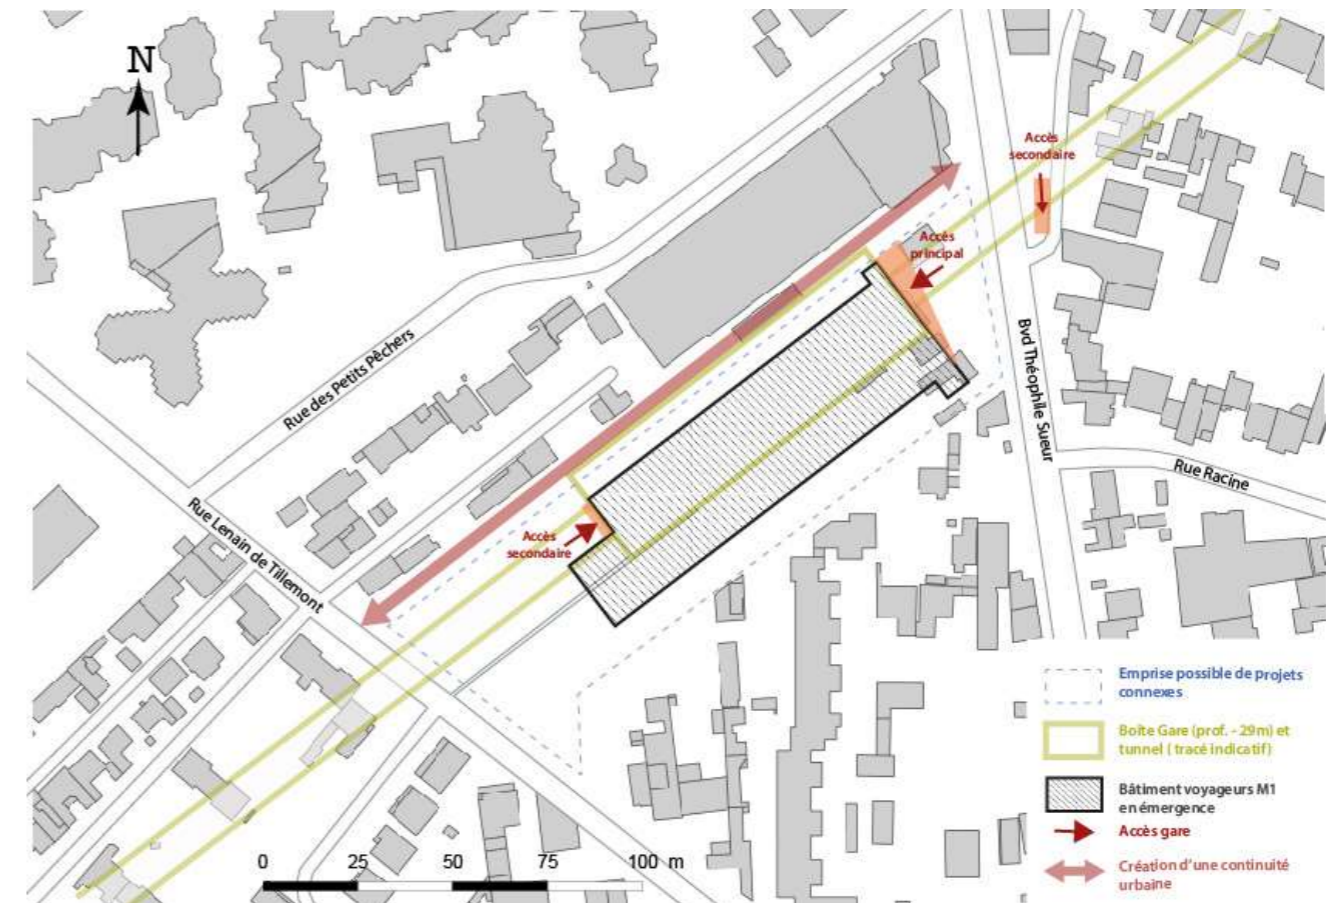 N
Accès
secondaire
Accès
principal
Rue des Petits Pêchers
Bvd Théophile Sueur
Rue Racine
Rue Lenain de Tillemont
Accès
secondaire
Emprise possible de projets
connexes
Boîte Gare (prof. - 29m) et
tunnel ( tracé indicatif)
Bâtiment voyageurs M1
en émergence
Accès gare
Création d'une continuité
urbaine
0 25 50 75 100 m